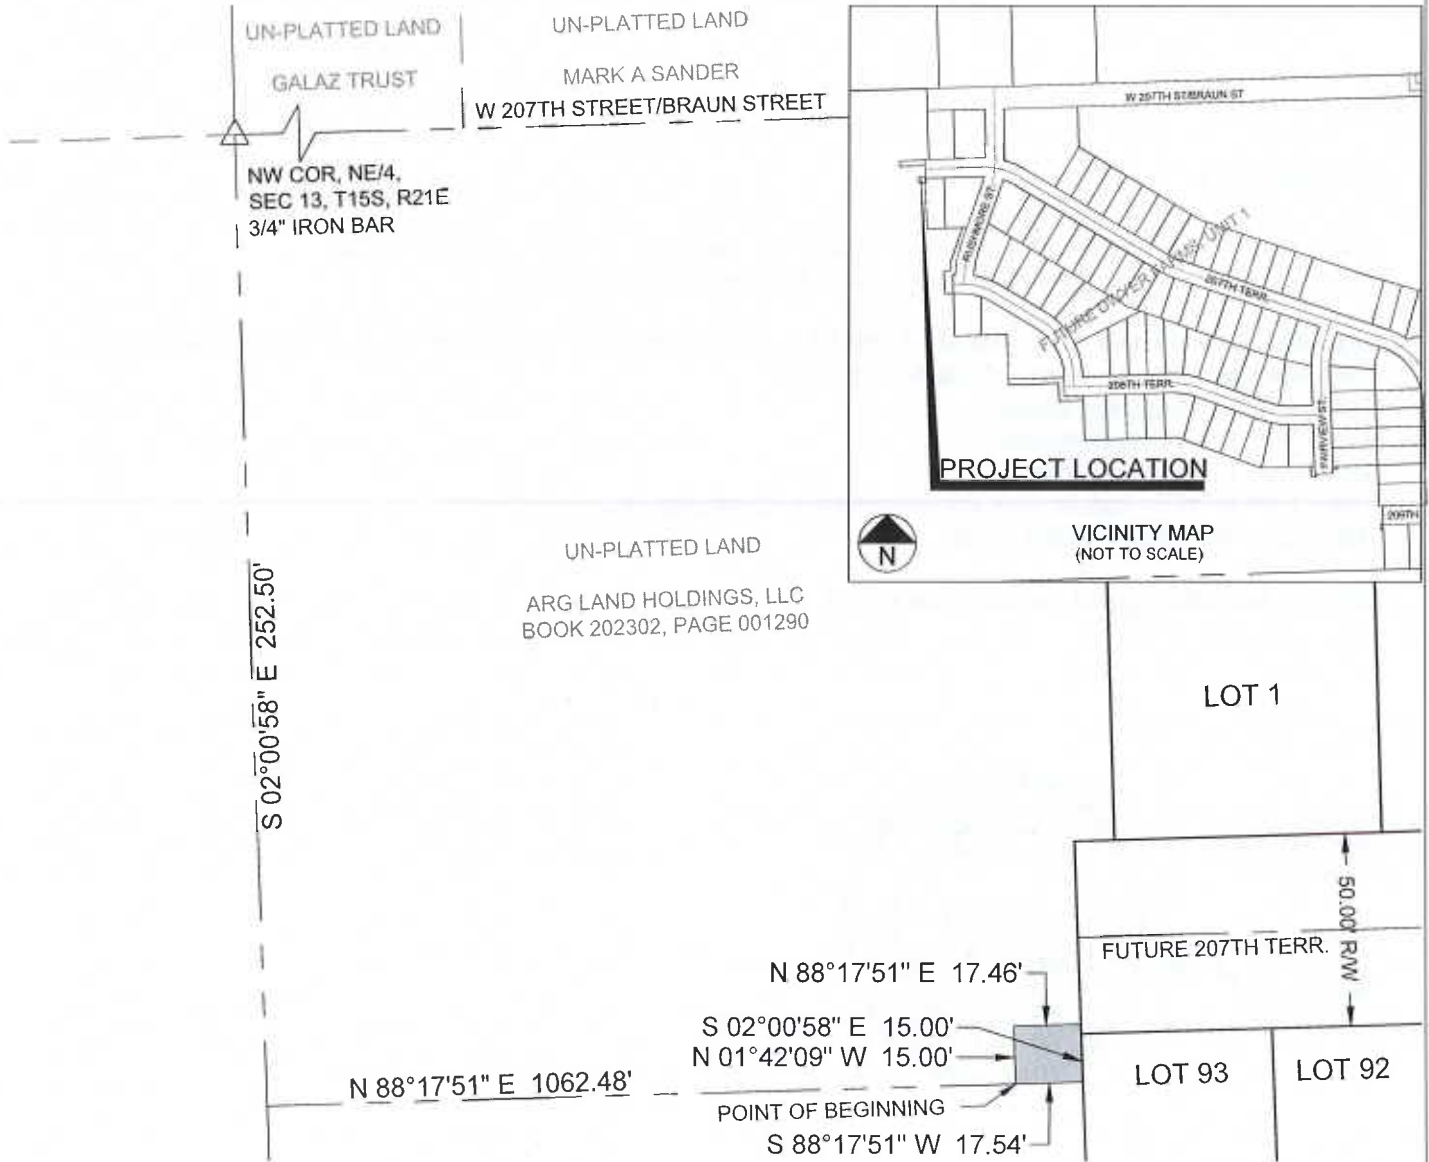 UN-PLATTED LAND
GALAZ TRUST
UN-PLATTED LAND
MARK A SANDER
W 207TH STREET/BRAUN STREET
NW COR, NE/4,
SEC 13, T15S, R21E
3/4" IRON BAR
S 02°00'58" E 252.50'
UN-PLATTED LAND
ARG LAND HOLDINGS, LLC
BOOK 202302, PAGE 001290
W 207TH ST/BRAUN ST
RUSHMORE ST.
207TH TERR.
208TH TERR.
FAIRVIEW ST.
209TH
PROJECT LOCATION
N
VICINITY MAP
(NOT TO SCALE)
LOT 1
50.00' R/W
FUTURE 207TH TERR.
N 88°17'51" E 17.46'
S 02°00'58" E 15.00'
N 01°42'09" W 15.00'
LOT 93
LOT 92
N 88°17'51" E 1062.48'
POINT OF BEGINNING
S 88°17'51" W 17.54'